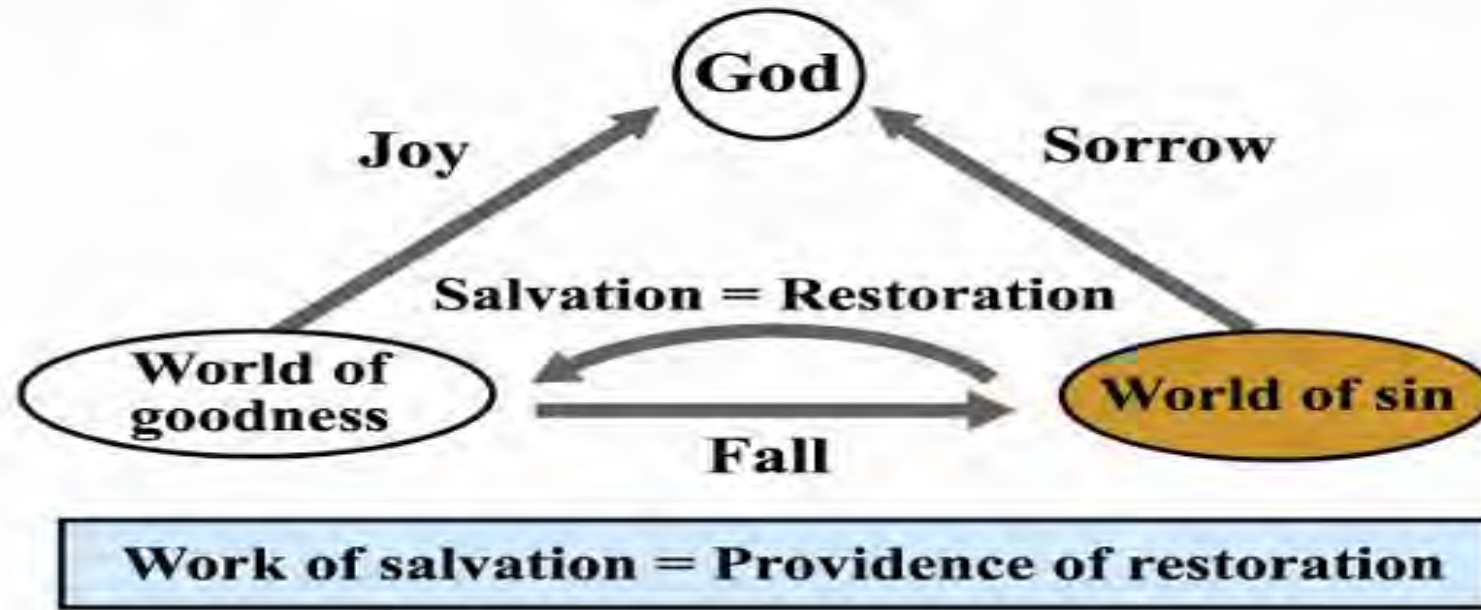 God
Joy
Sorrow
Salvation = Restoration
World of
goodness
World of sin
Fall
Work of salvation = Providence of restoration